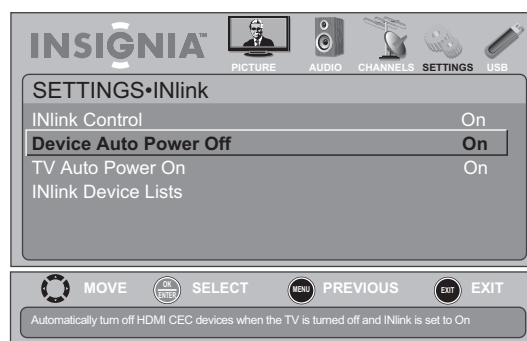 INSIGNIA™
PICTURE AUDIO CHANNELS SETTINGS USB
SETTINGS•INlink
INlink Control On
Device Auto Power Off On
TV Auto Power On On
INlink Device Lists
MOVE OK ENTER SELECT MENU PREVIOUS EXIT EXIT
Automatically turn off HDMI CEC devices when the TV is turned off and INlink is set to On